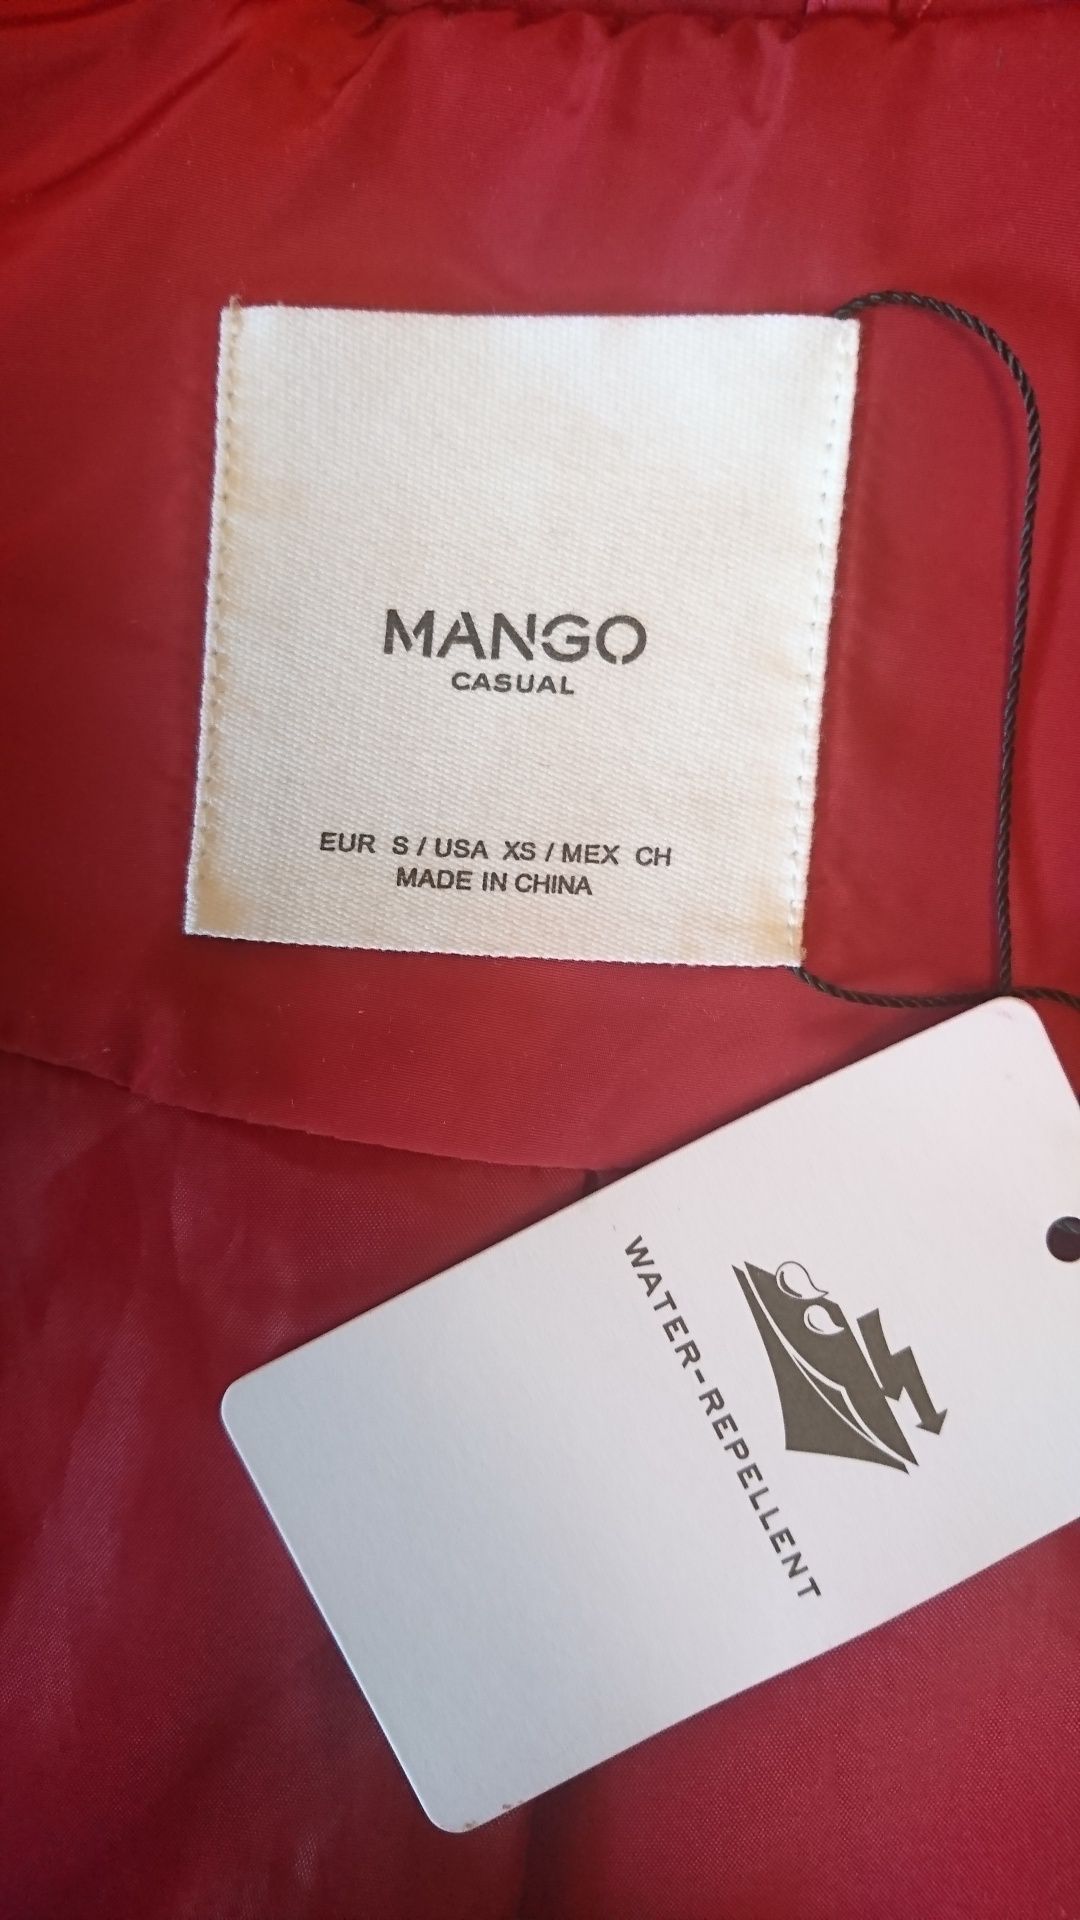 MANGO
CASUAL
EUR S / USA XS / MEX CH
MADE IN CHINA
WATER-REPELLENT